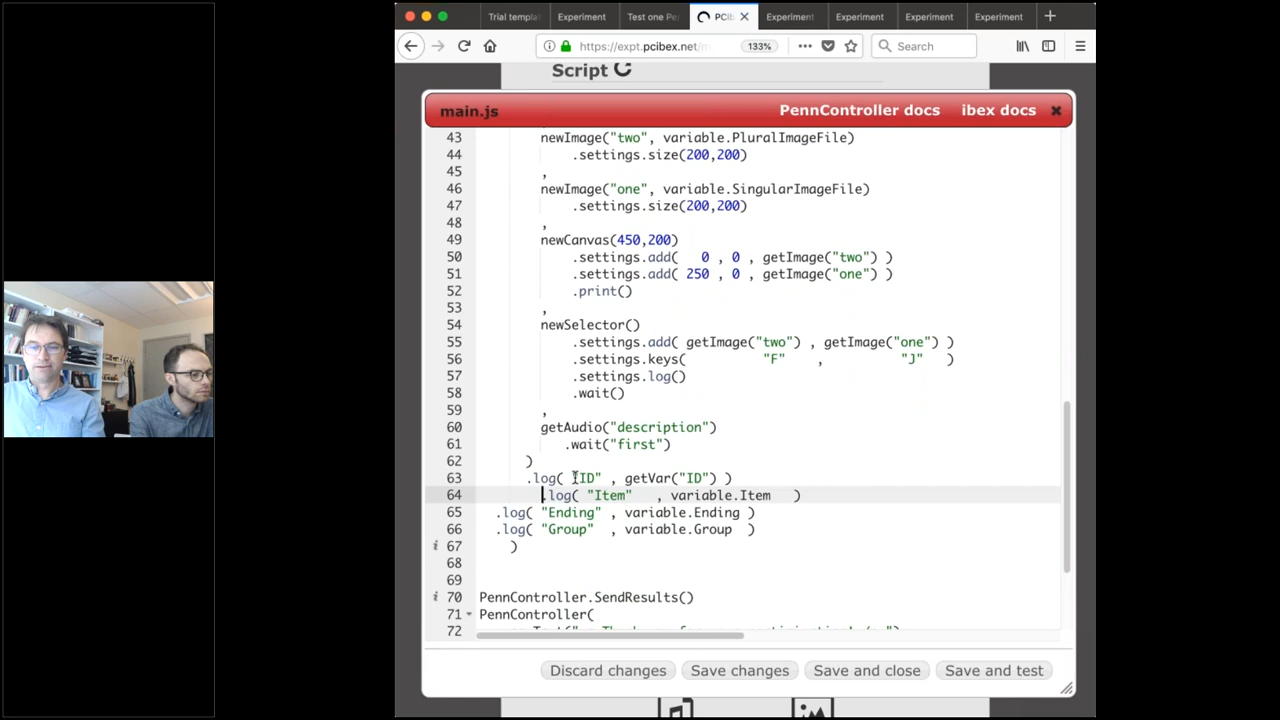 Trial templa
Experiment
Test one Pe
PCIb
Experiment
Experiment
Experiment
Experiment
https://expt.pcibex.net/m
133%
Search
Script
main.js
PennController docs
ibex docs
43 newImage("two", variable.PluralImageFile)
44 .settings.size(200,200)
45 ,
46 newImage("one", variable.SingularImageFile)
47 .settings.size(200,200)
48 ,
49 newCanvas(450,200)
50 .settings.add( 0 , 0 , getImage("two") )
51 .settings.add( 250 , 0 , getImage("one") )
52 .print()
53 ,
54 newSelector()
55 .settings.add( getImage("two") , getImage("one") )
56 .settings.keys( "F" , "J" )
57 .settings.log()
58 .wait()
59 ,
60 getAudio("description")
61 .wait("first")
62 )
63 .log( "ID" , getVar("ID") )
64 .log( "Item" , variable.Item )
65 .log( "Ending" , variable.Ending )
66 .log( "Group" , variable.Group )
67 )
68
69
70 PennController.SendResults()
71 PennController(
72
Discard changes
Save changes
Save and close
Save and test